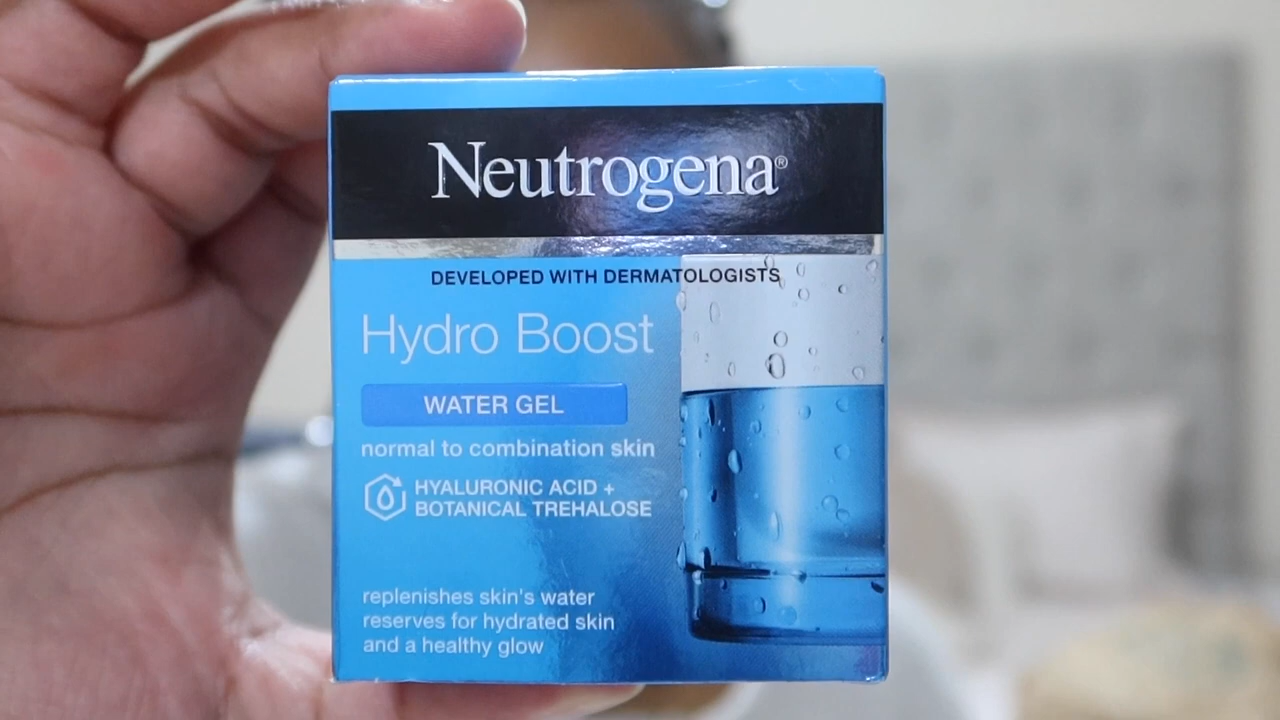 Neutrogena®
DEVELOPED WITH DERMATOLOGISTS
Hydro Boost
WATER GEL
normal to combination skin
HYALURONIC ACID +
BOTANICAL TREHALOSE
replenishes skin's water
reserves for hydrated skin
and a healthy glow